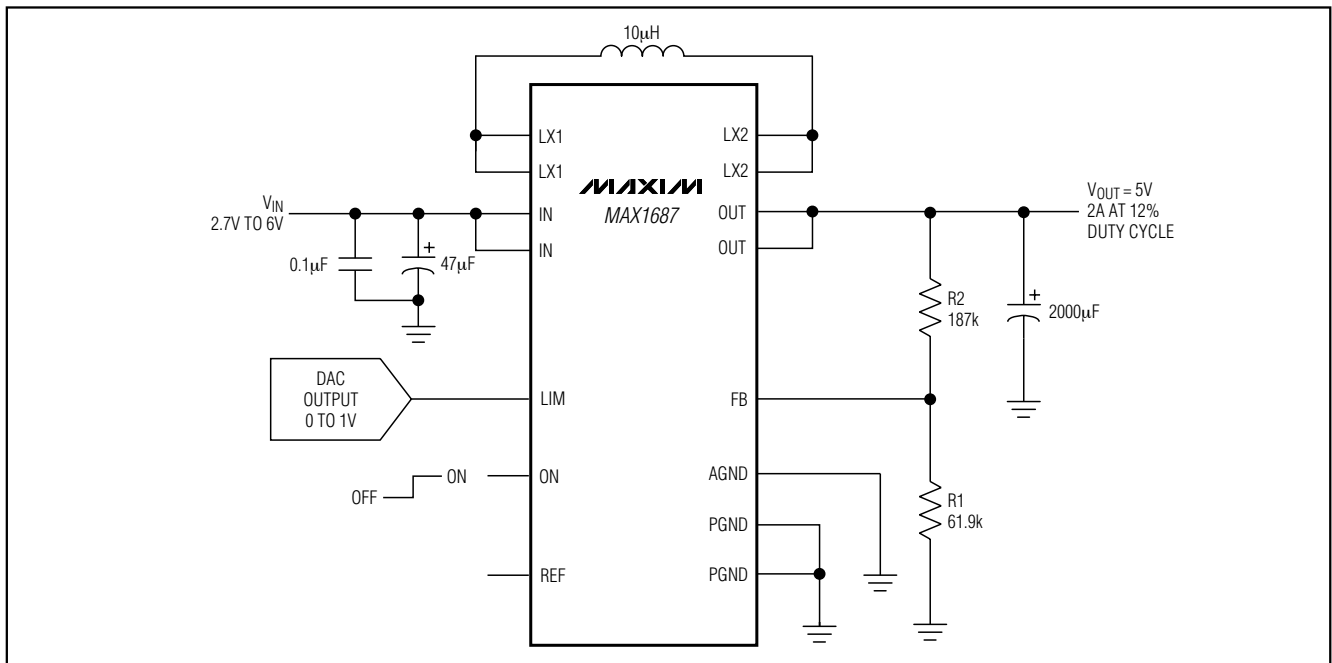 10μH
LX1
LX2
LX1
LX2
MAXIM
MAX1687
VIN
2.7V TO 6V
IN
OUT
VOUT = 5V
2A AT 12%
DUTY CYCLE
IN
OUT
0.1μF
+
47μF
R2
187k
+
2000μF
DAC
OUTPUT
0 TO 1V
LIM
FB
OFF
ON
ON
AGND
R1
61.9k
PGND
REF
PGND